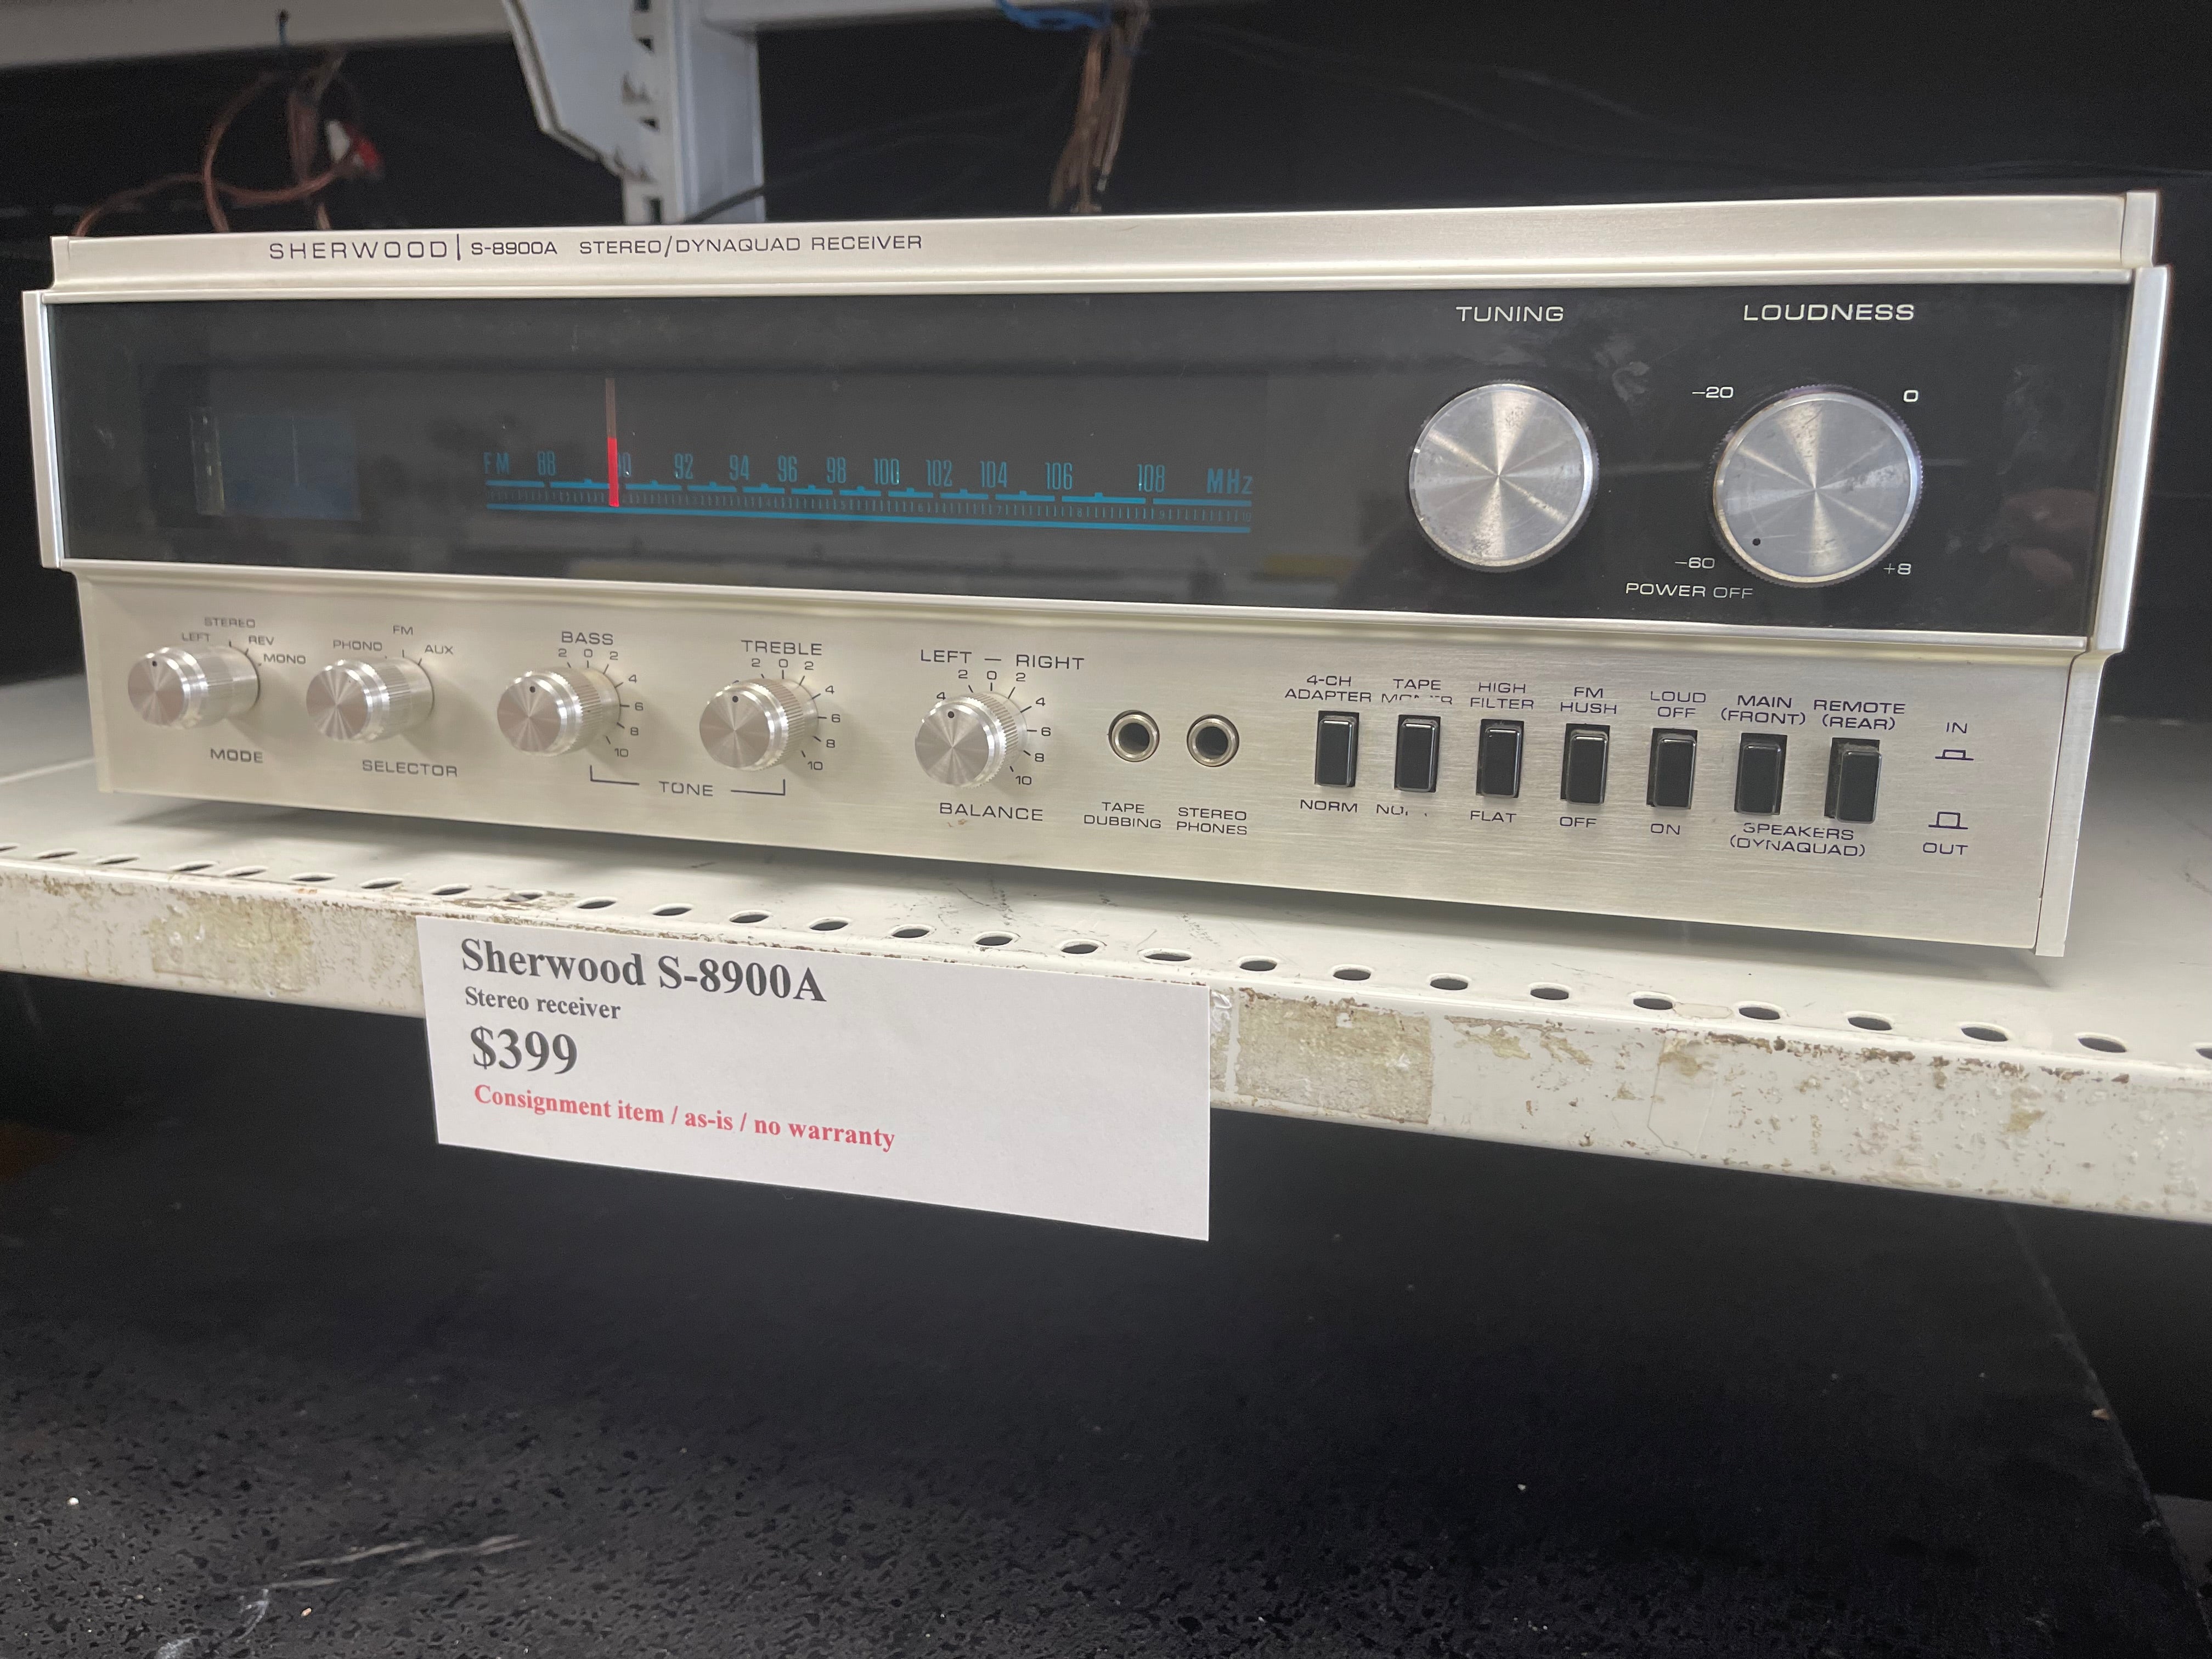 SHERWOOD | S-8900A STEREO/DYNAQUAD RECEIVER
TUNING
LOUDNESS
-20 0
-60 +8
POWER OFF
FM 88 90 92 94 96 98 100 102 104 106 108 MHz
STEREO
LEFT REV
MONO
MODE
FM
PHONO AUX
SELECTOR
BASS
2 0 2
4
6
8
10
TREBLE
2 0 2
4
6
8
10
TONE
LEFT — RIGHT
2 0 2
4 4
6
8
10
BALANCE
TAPE
DUBBING
STEREO
PHONES
4-CH
ADAPTER
NORM
TAPE
HIGH
FILTER
FLAT
FM
HUSH
OFF
LOUD
OFF
ON
MAIN
(FRONT)
REMOTE
(REAR)
SPEAKERS
(DYNAQUAD)
IN
OUT
Sherwood S-8900A
Stereo receiver
$399
Consignment item / as-is / no warranty